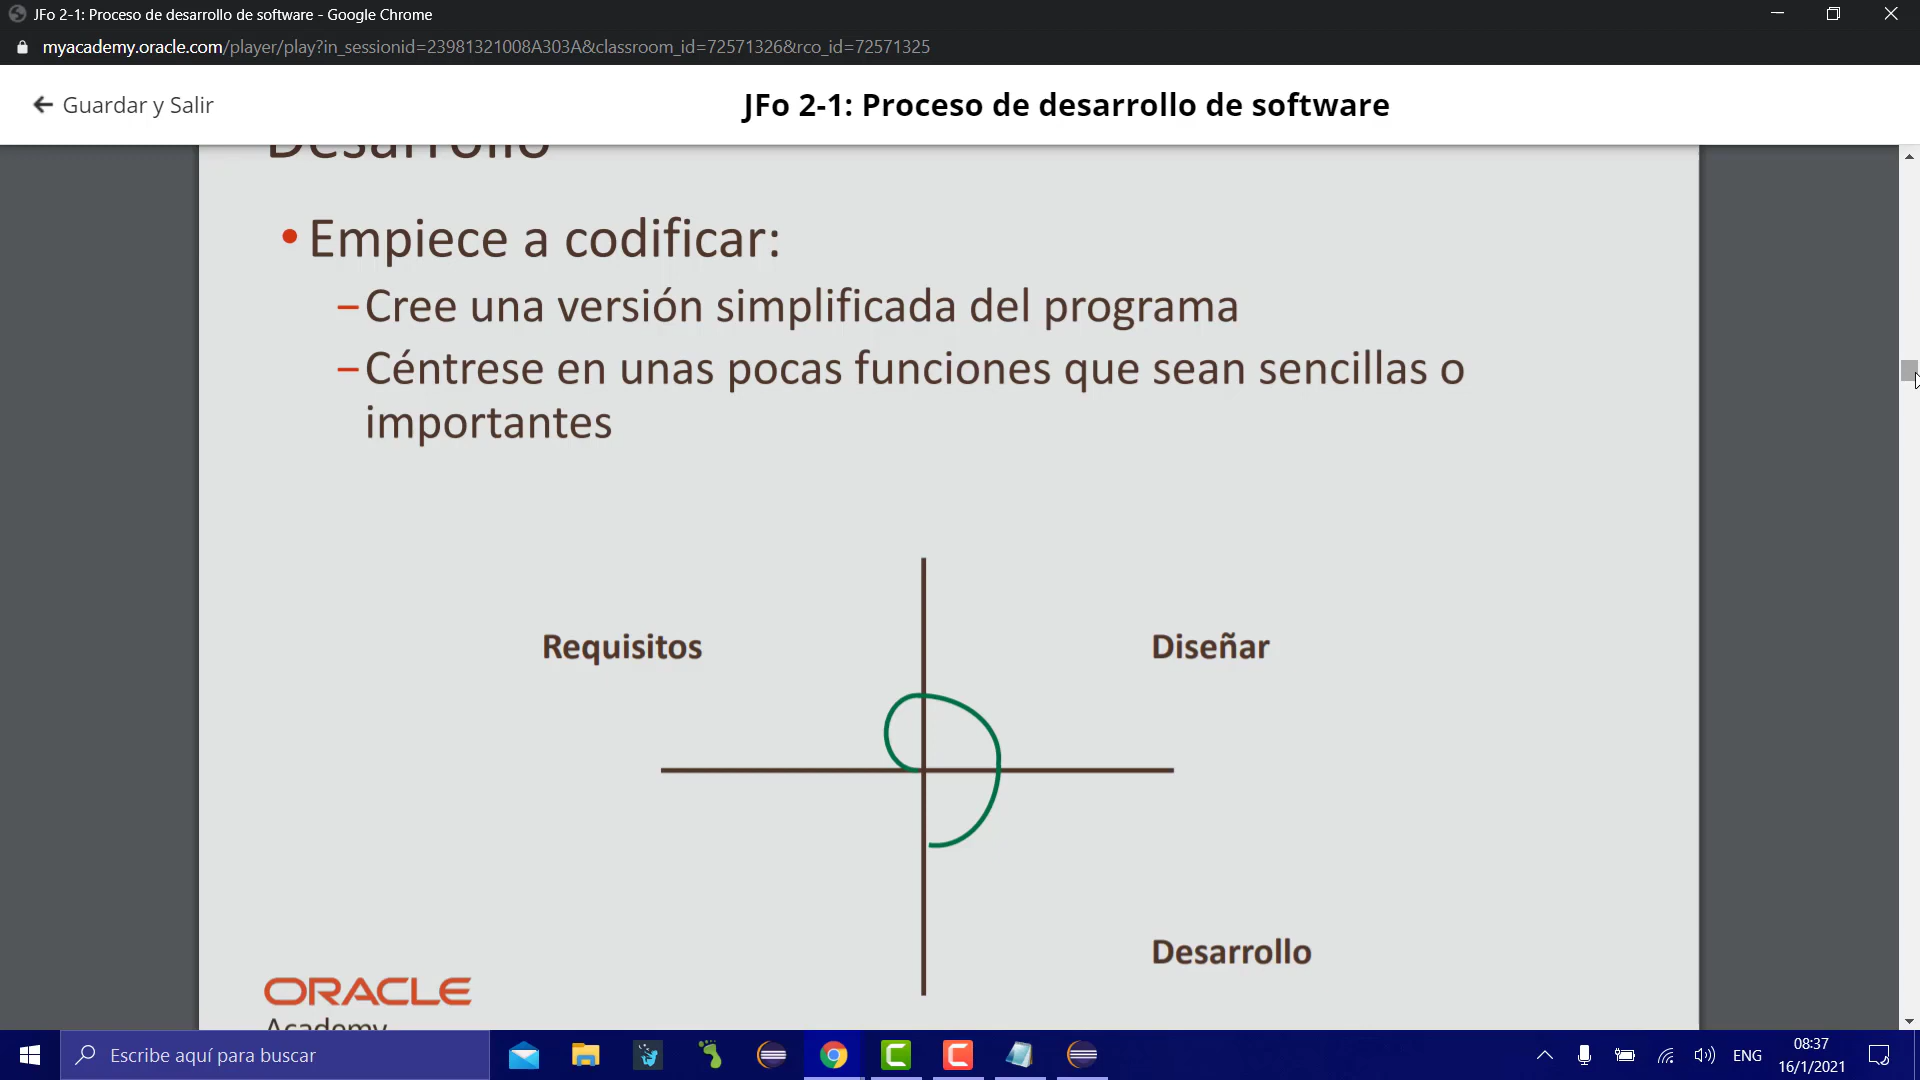 JFo 2-1: Proceso de desarrollo de software - Google Chrome
myacademy.oracle.com/player/play?in_sessionid=23981321008A303A&classroom_id=72571326&rco_id=72571325
Guardar y Salir
JFo 2-1: Proceso de desarrollo de software
Desarrollo
• Empiece a codificar:
–Cree una versión simplificada del programa
–Céntrese en unas pocas funciones que sean sencillas o
importantes
Requisitos
Diseñar
Desarrollo
ORACLE
Academy
Escribe aquí para buscar
ENG
08:37
16/1/2021